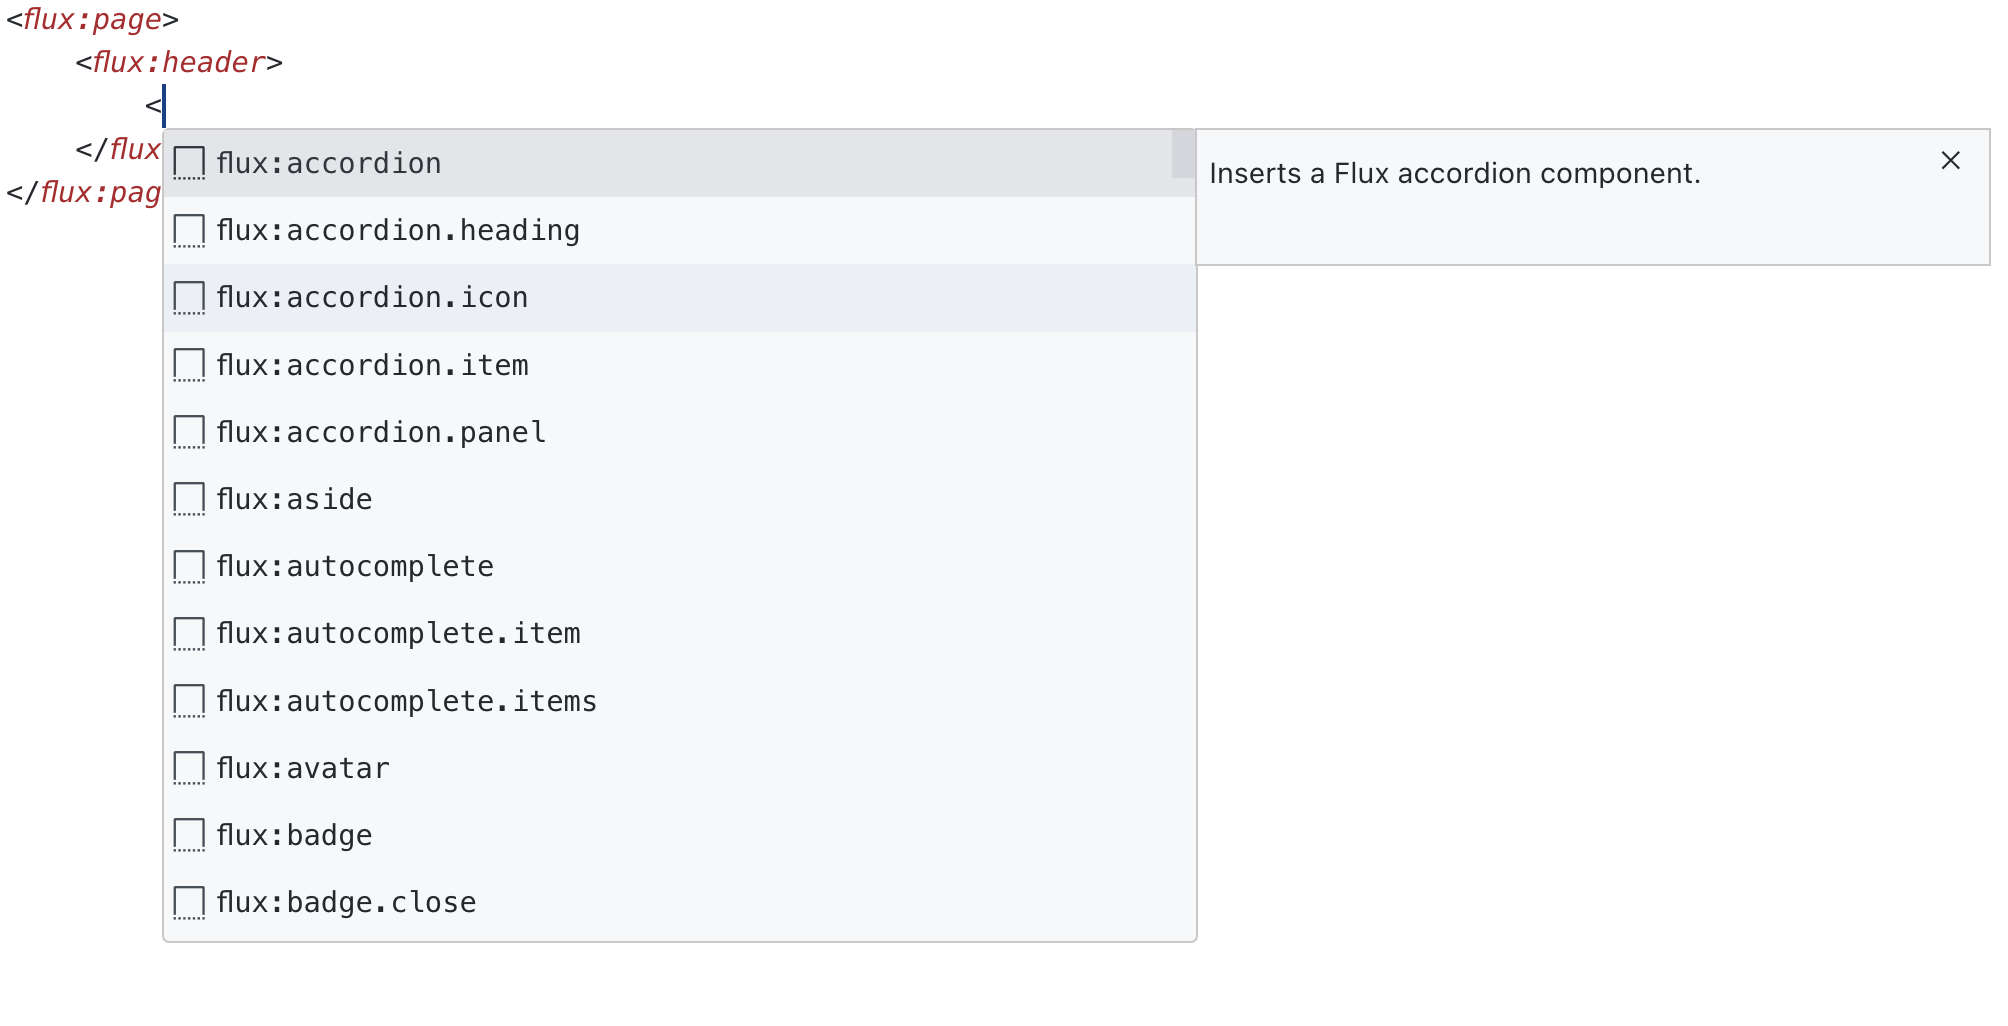 <flux:page>
<flux:header>
<
</flux
</flux:pag
flux:accordion
flux:accordion.heading
flux:accordion.icon
flux:accordion.item
flux:accordion.panel
flux:aside
flux:autocomplete
flux:autocomplete.item
flux:autocomplete.items
flux:avatar
flux:badge
flux:badge.close
Inserts a Flux accordion component.